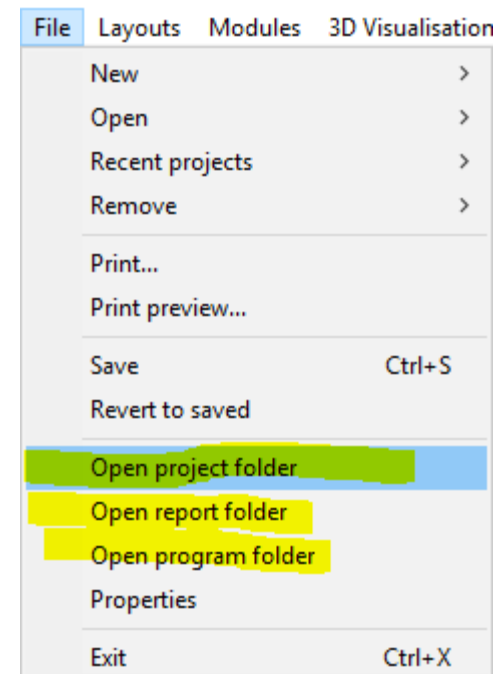 File Layouts Modules 3D Visualisation
New >
Open >
Recent projects >
Remove >
Print...
Print preview...
Save Ctrl+S
Revert to saved
Open project folder
Open report folder
Open program folder
Properties
Exit Ctrl+X